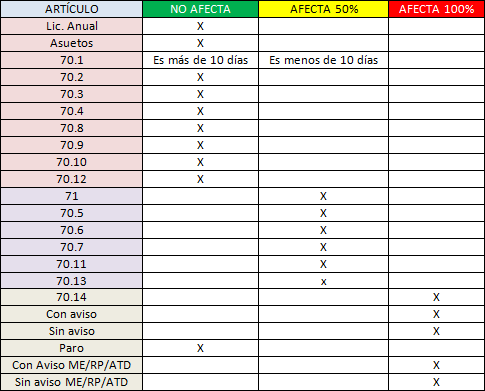 ARTÍCULO NO AFECTA AFECTA 50% AFECTA 100%
Lic. Anual X
Asuetos X
70.1 Es más de 10 días Es menos de 10 días
70.2 X
70.3 X
70.4 X
70.8 X
70.9 X
70.10 X
70.12 X
71 X
70.5 X
70.6 X
70.7 X
70.11 X
70.13 x
70.14 X
Con aviso X
Sin aviso X
Paro X
Con Aviso ME/RP/ATD X
Sin aviso ME/RP/ATD X